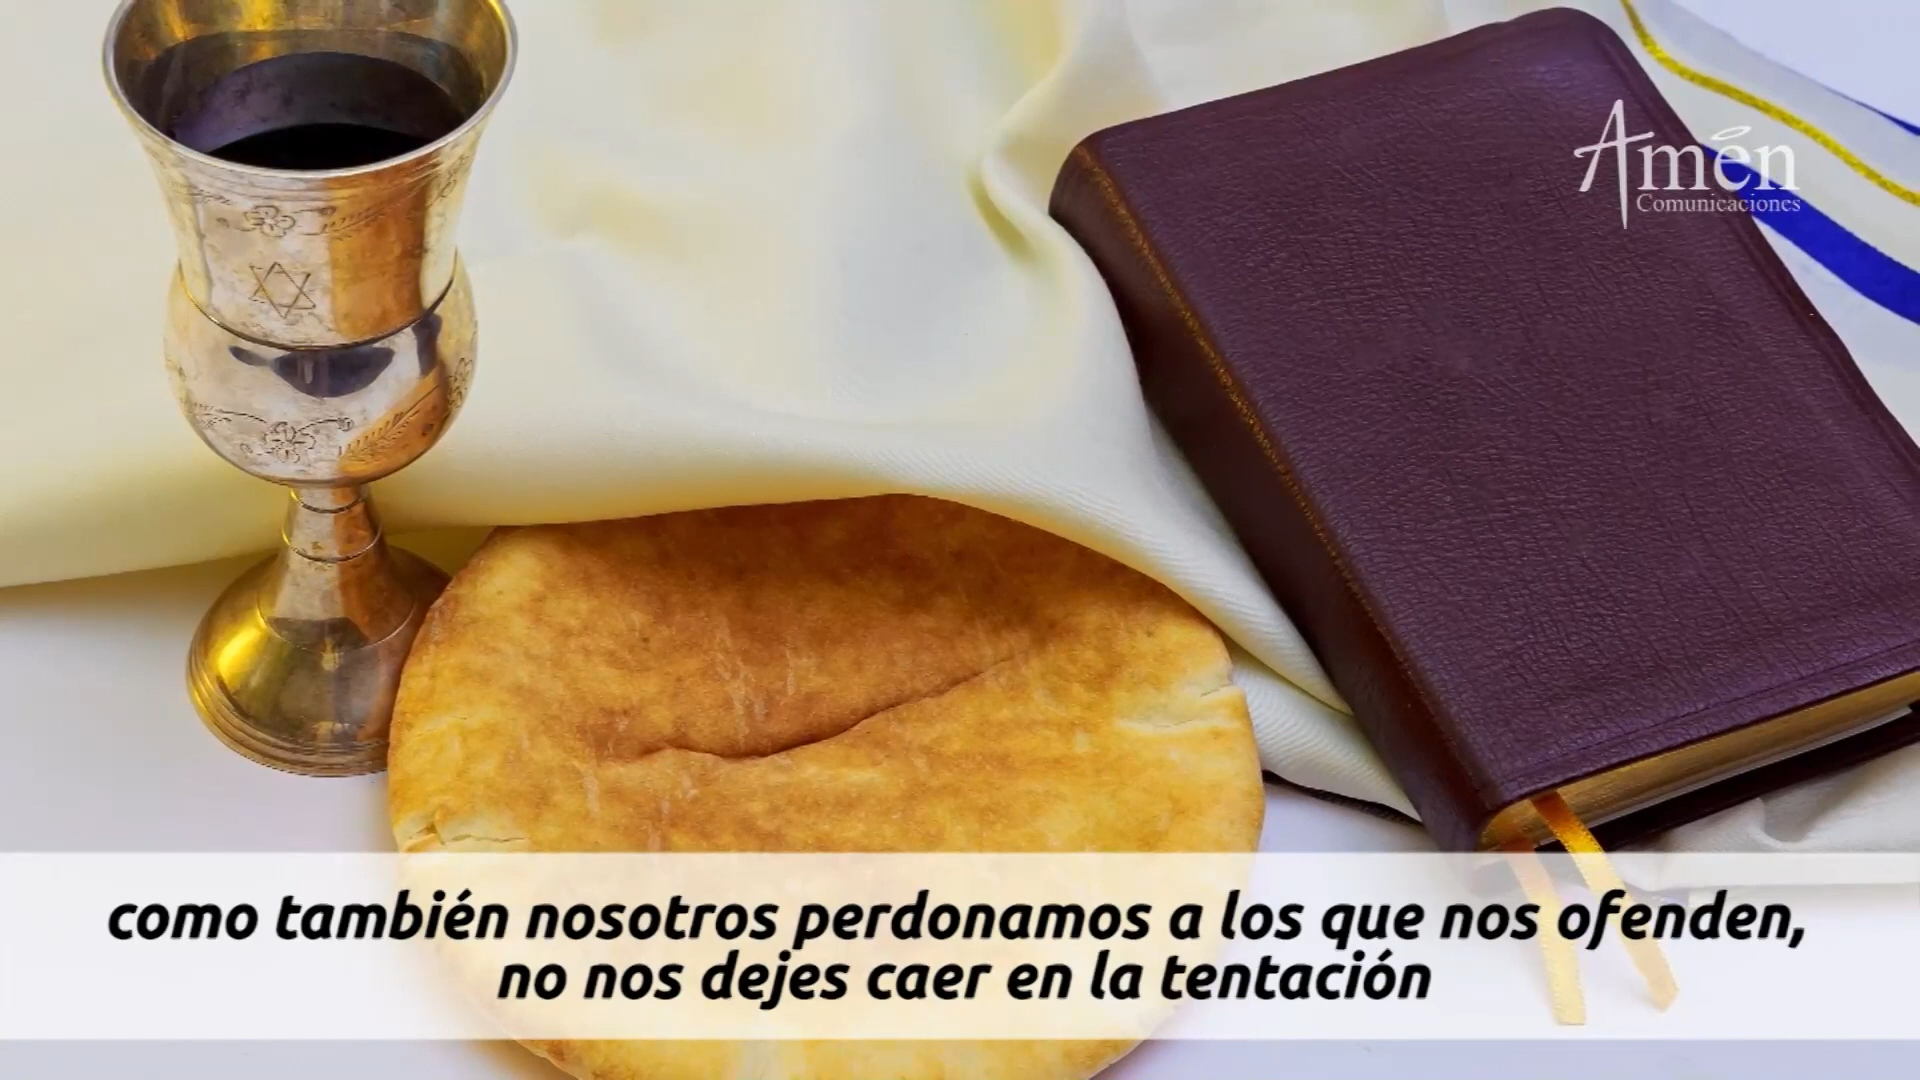 Amén
Comunicaciones
como también nosotros perdonamos a los que nos ofenden,
no nos dejes caer en la tentación